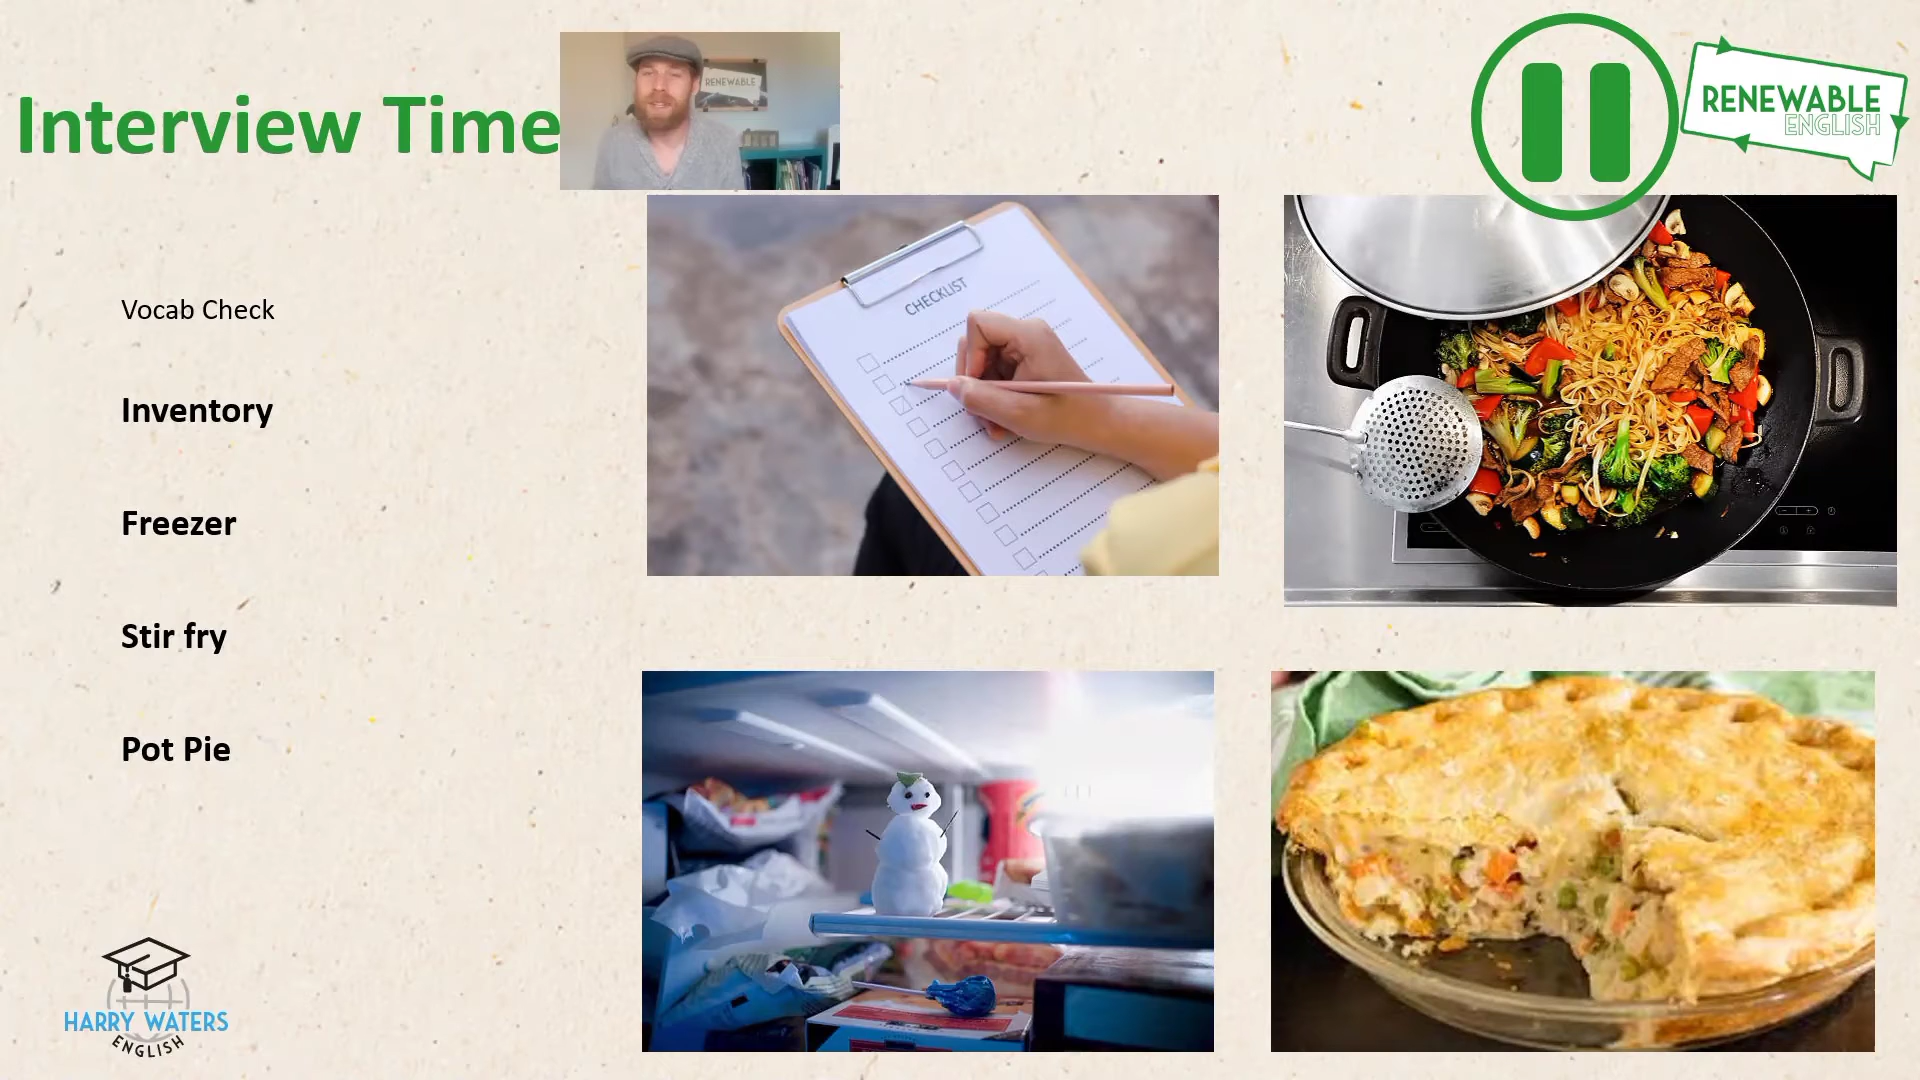 Interview Time
RENEWABLE
RENEWABLE
ENGLISH
Vocab Check
Inventory
Freezer
Stir fry
Pot Pie
CHECKLIST
HARRY WATERS
ENGLISH